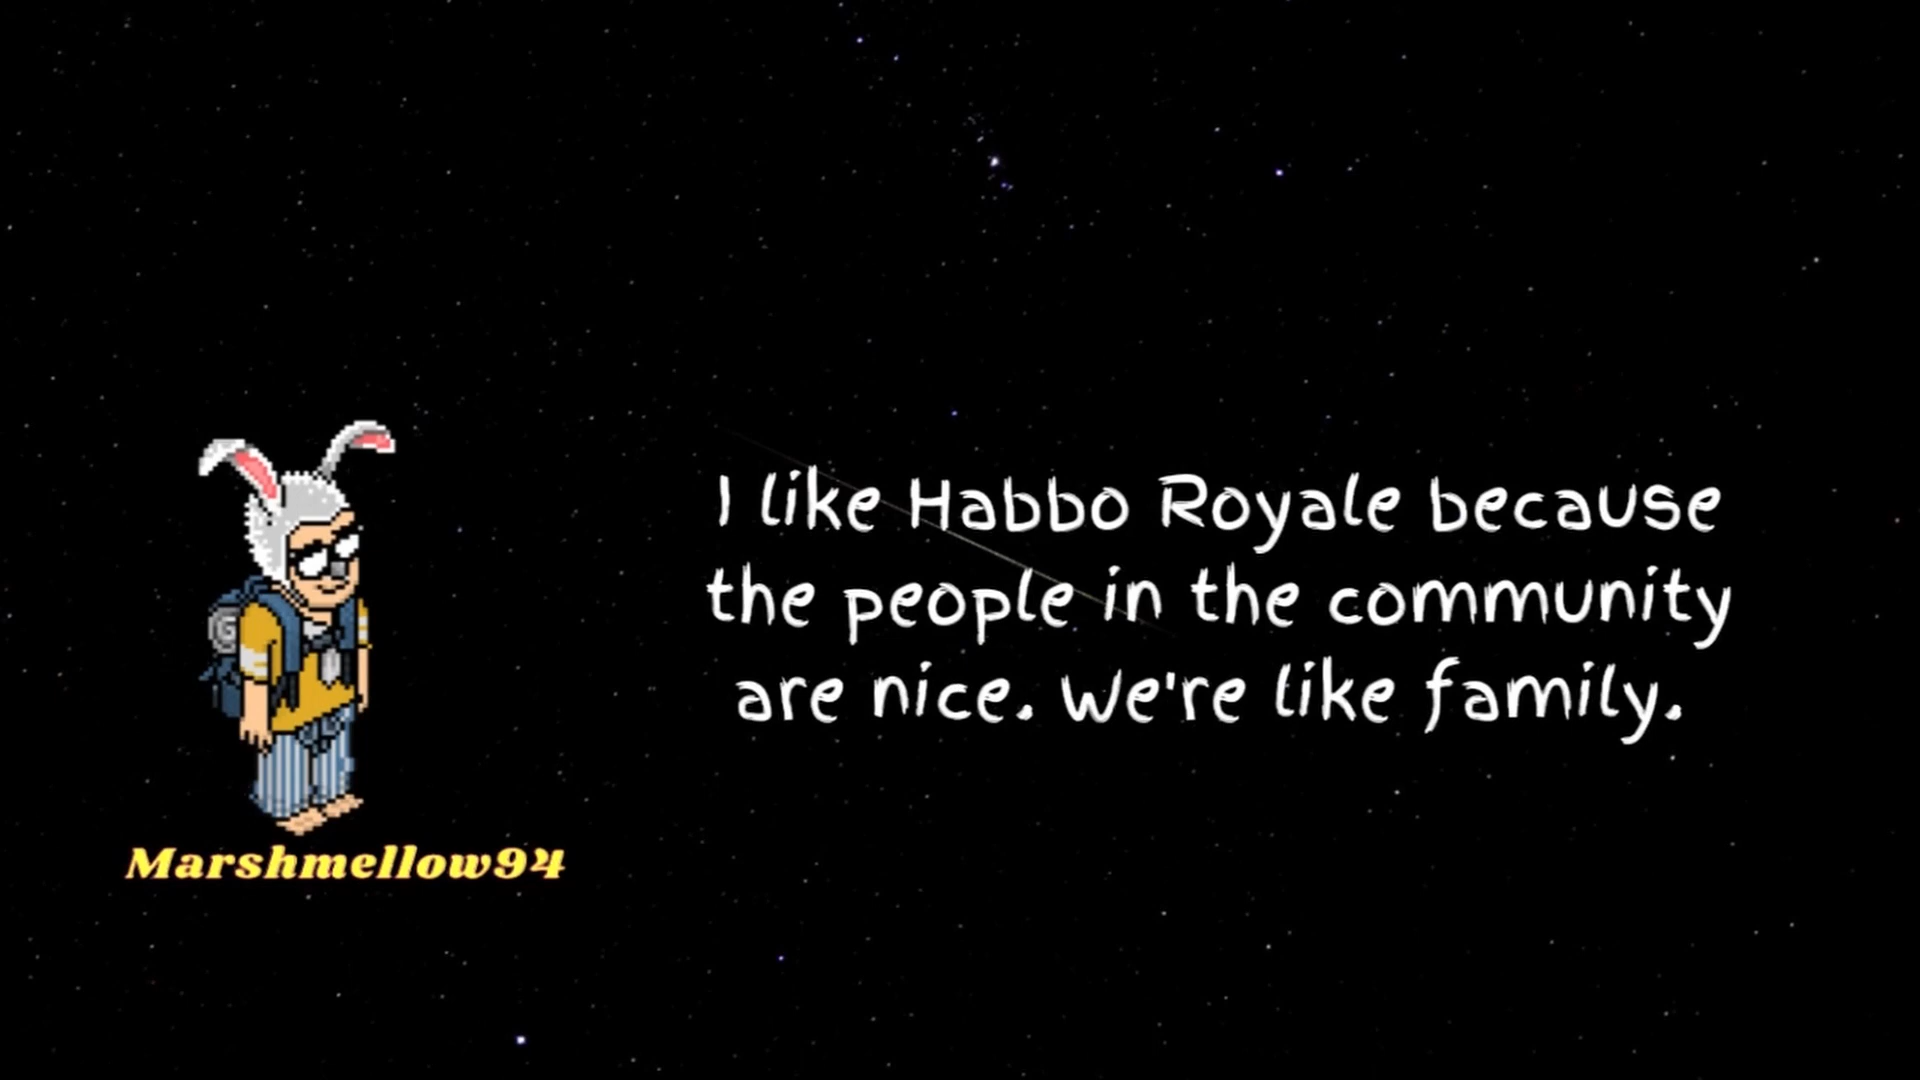 I like Habbo Royale because
the people in the community
are nice. We're like family.
Marshmellow94